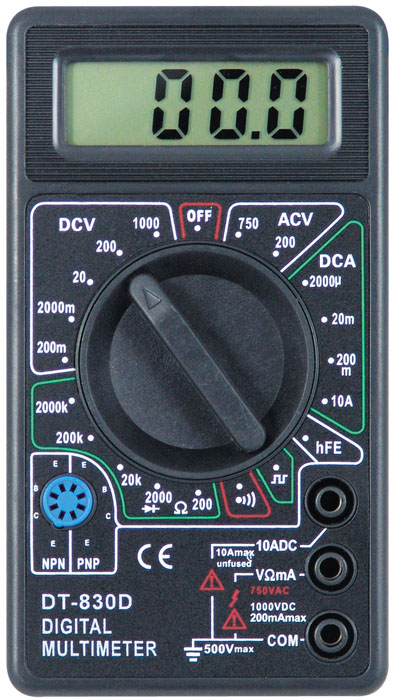 00.0
DCV 1000 OFF 750 ACV
200 200 DCA
20 2000µ
2000m 20m
200m 200
m
2000k 10A
200k hFE
20k 2000 Ω 200
E E
B B
C C
E E
NPN PNP
CE
10Amax
unfused
10ADC
VΩmA
750VAC
1000VDC
200mAmax
500Vmax
COM
DT-830D
DIGITAL
MULTIMETER